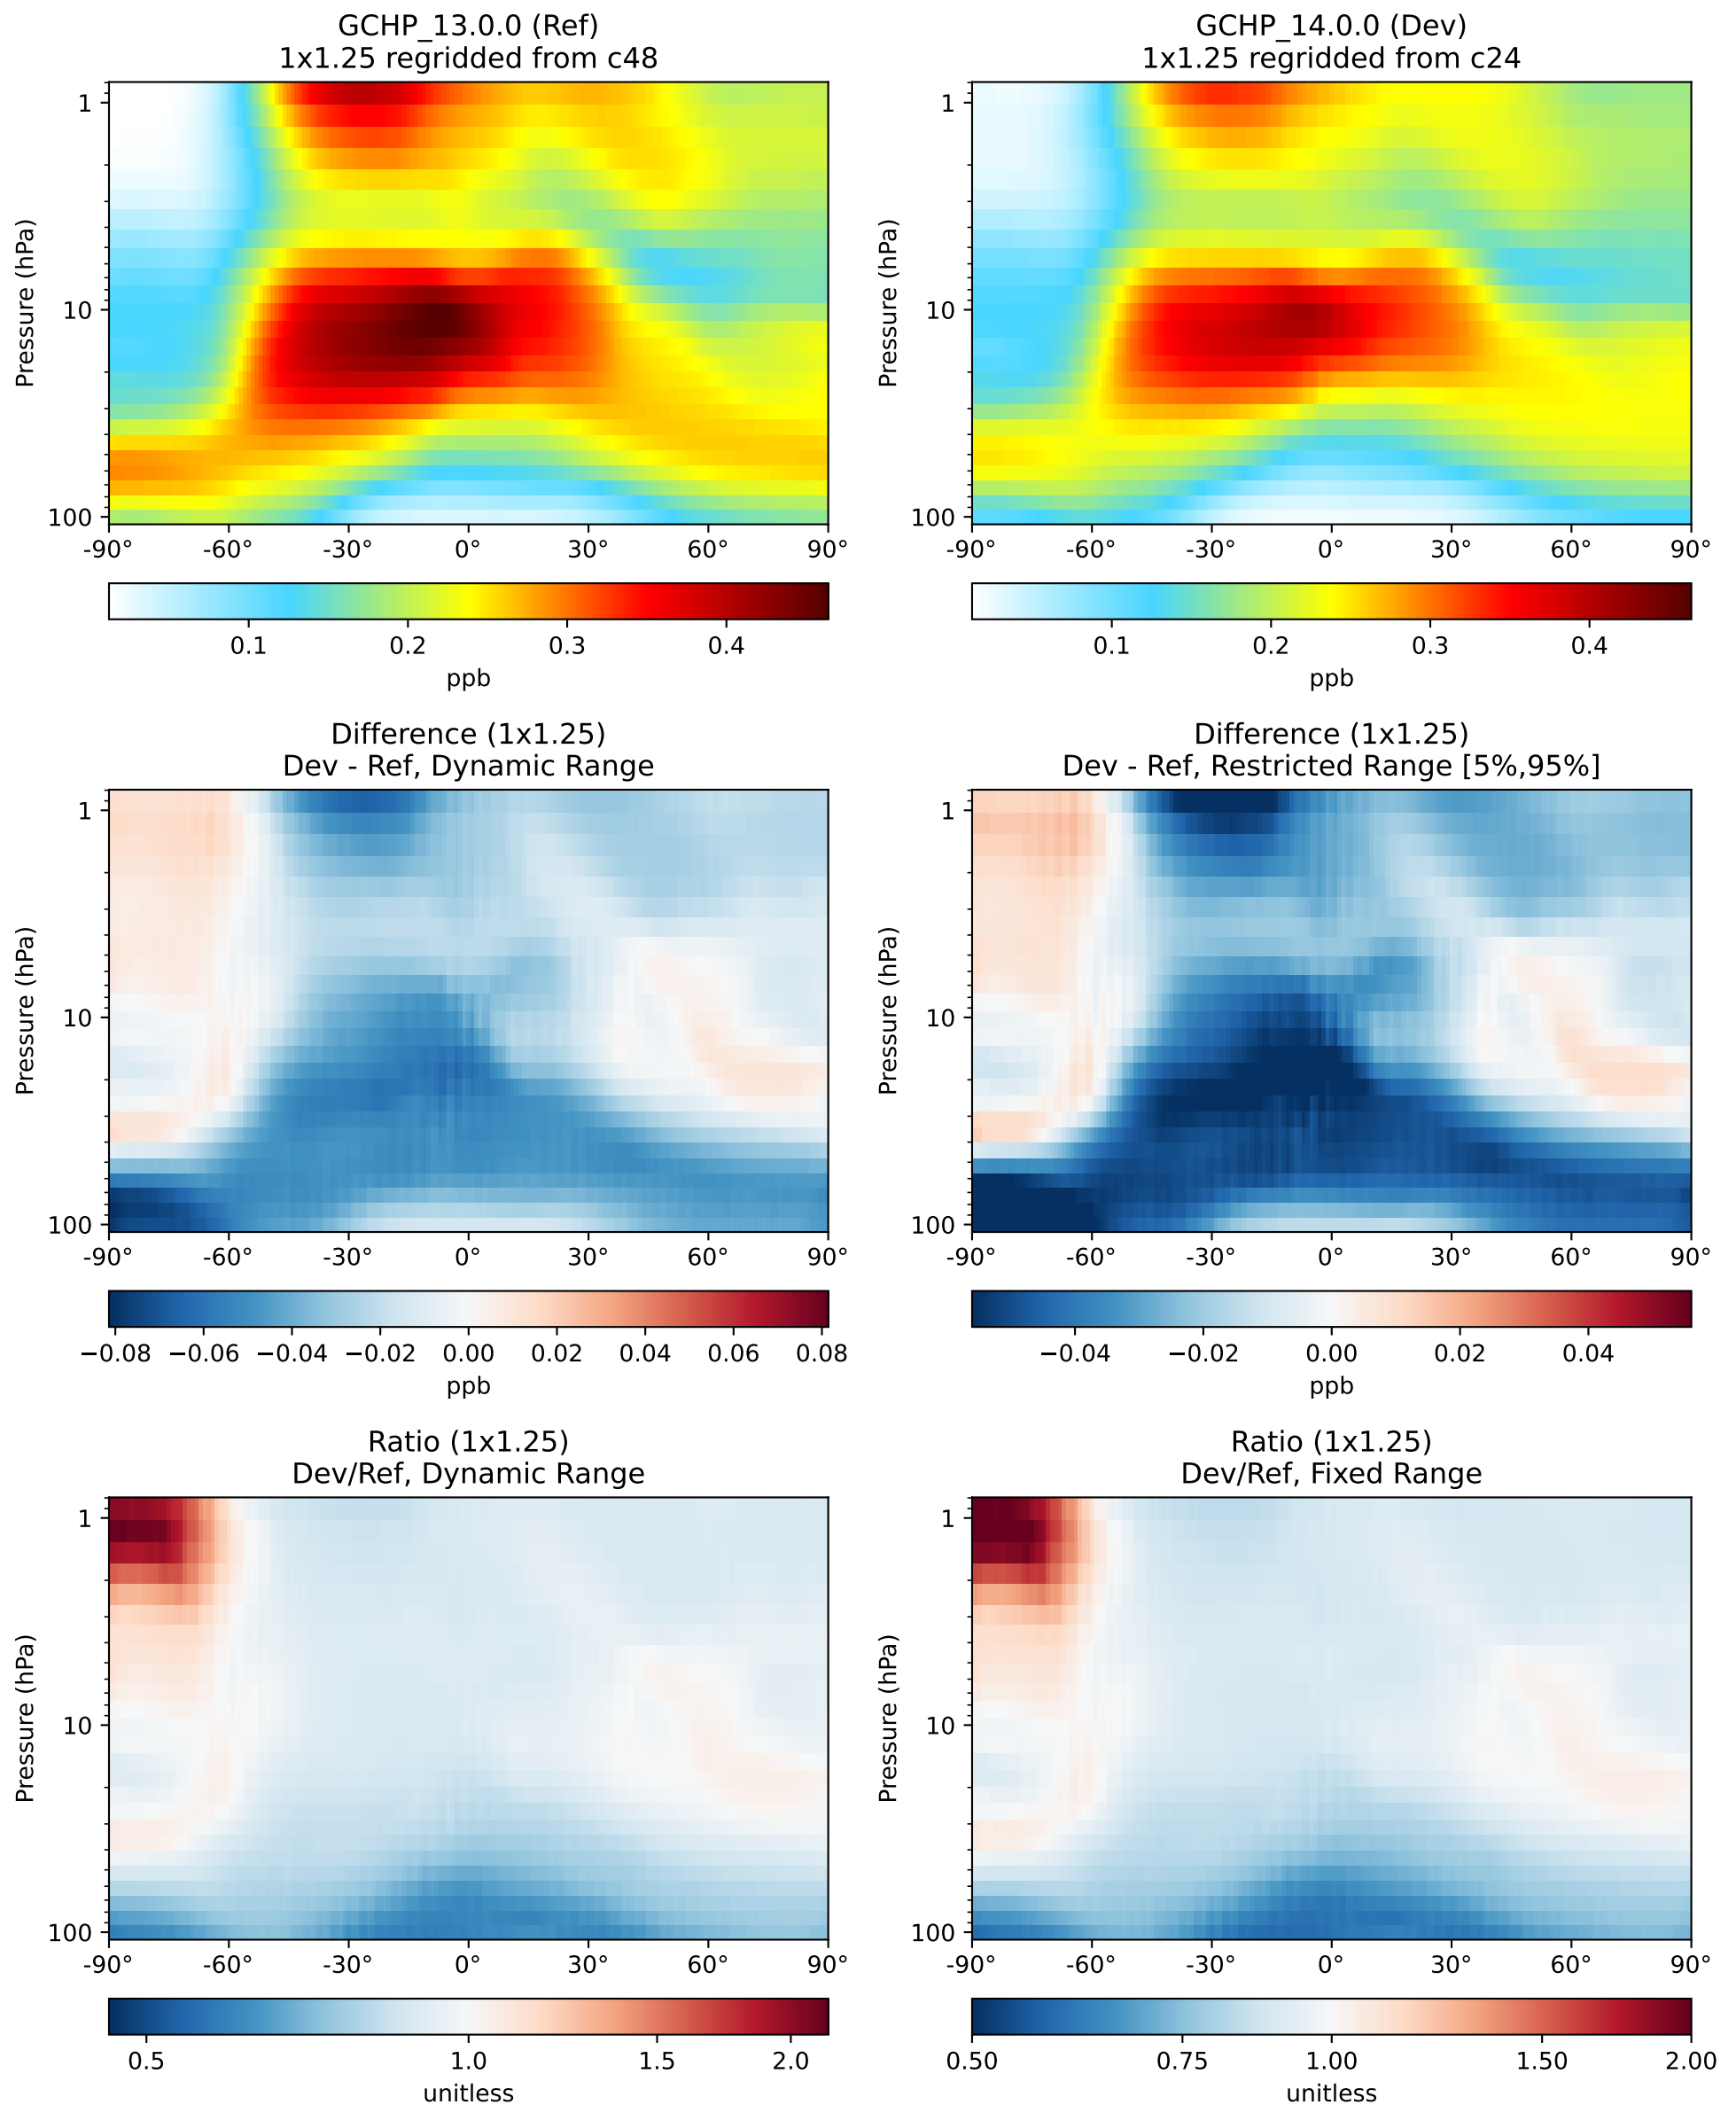 GCHP_13.0.0 (Ref)
1x1.25 regridded from c48
Pressure (hPa)
1
10
100
-90° -60° -30° 0° 30° 60° 90°
0.1 0.2 0.3 0.4
ppb
GCHP_14.0.0 (Dev)
1x1.25 regridded from c24
Pressure (hPa)
1
10
100
-90° -60° -30° 0° 30° 60° 90°
0.1 0.2 0.3 0.4
ppb
Difference (1x1.25)
Dev - Ref, Dynamic Range
Pressure (hPa)
1
10
100
-90° -60° -30° 0° 30° 60° 90°
−0.08 −0.06 −0.04 −0.02 0.00 0.02 0.04 0.06 0.08
ppb
Difference (1x1.25)
Dev - Ref, Restricted Range [5%,95%]
Pressure (hPa)
1
10
100
-90° -60° -30° 0° 30° 60° 90°
−0.04 −0.02 0.00 0.02 0.04
ppb
Ratio (1x1.25)
Dev/Ref, Dynamic Range
Pressure (hPa)
1
10
100
-90° -60° -30° 0° 30° 60° 90°
0.5 1.0 1.5 2.0
unitless
Ratio (1x1.25)
Dev/Ref, Fixed Range
Pressure (hPa)
1
10
100
-90° -60° -30° 0° 30° 60° 90°
0.50 0.75 1.00 1.50 2.00
unitless